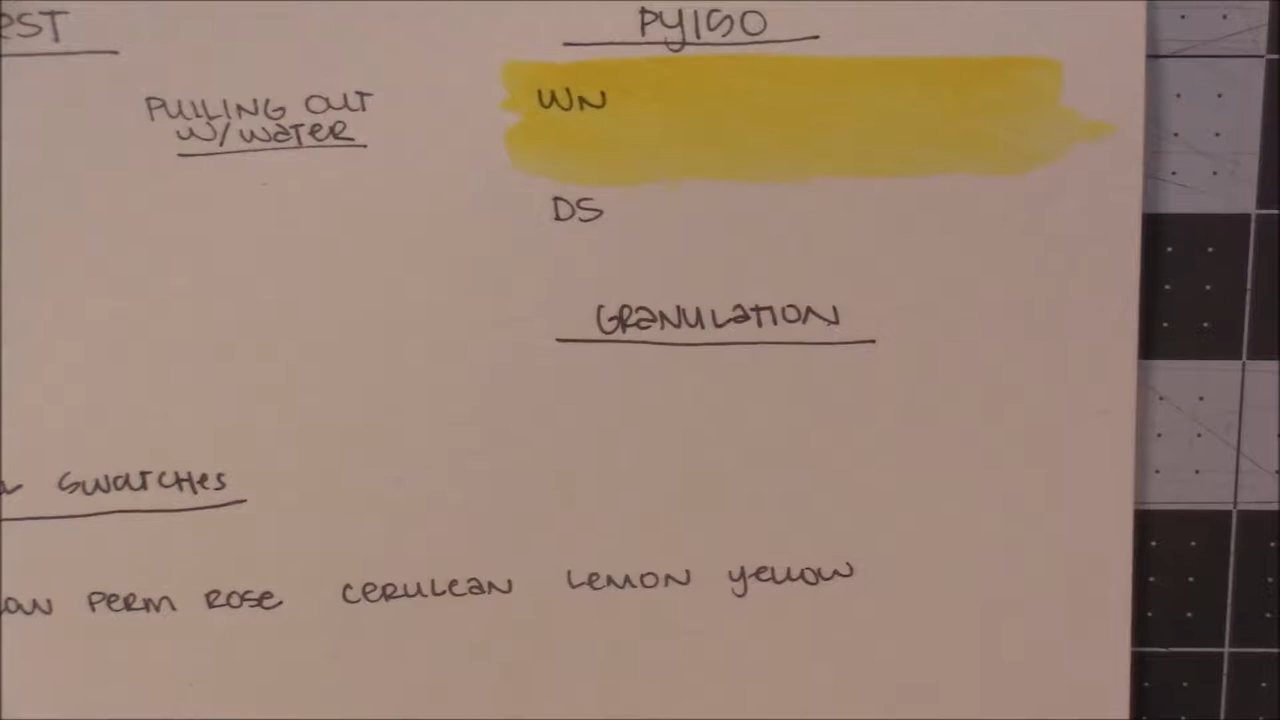 EST
PY150
PULLING OUT
W/WATER
WN
DS
GRANULATION
SWATCHES
PERM ROSE CERULEAN LEMON YELLOW